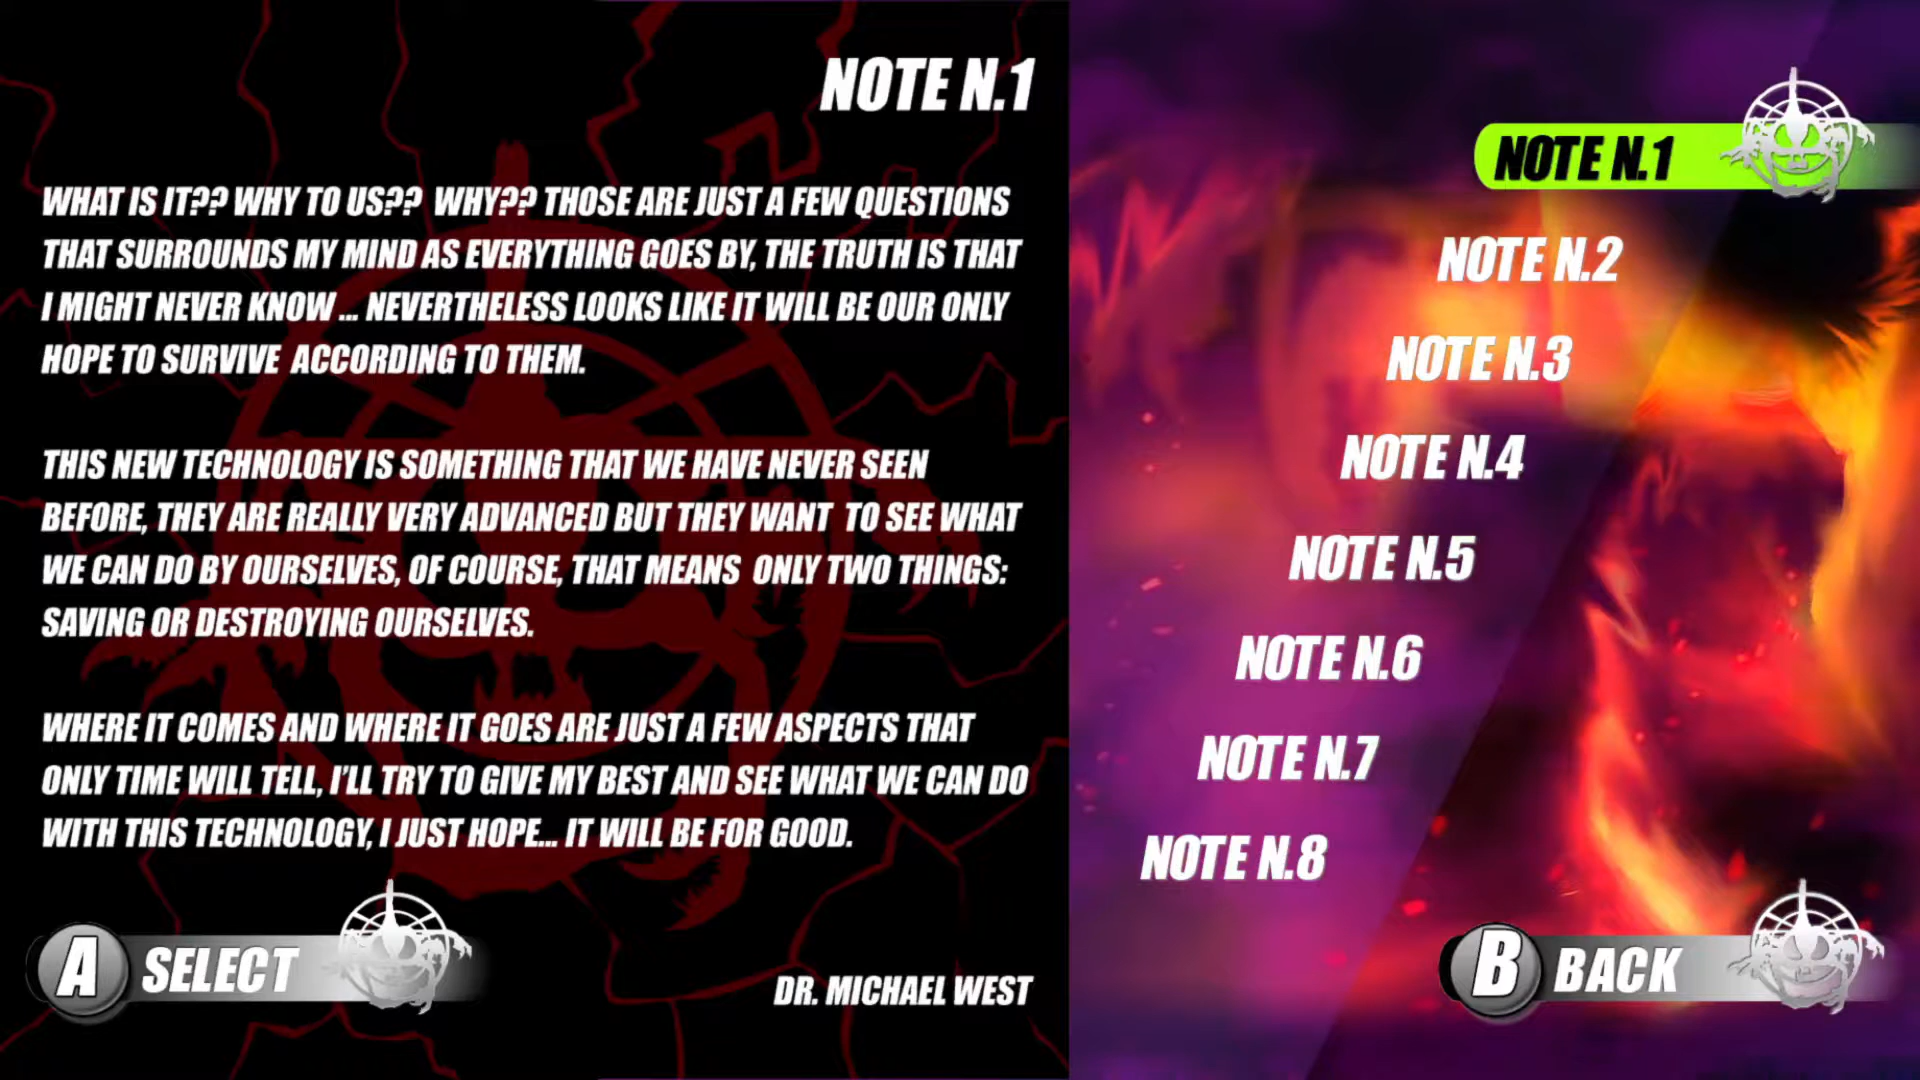 NOTE N.1
WHAT IS IT?? WHY TO US?? WHY?? THOSE ARE JUST A FEW QUESTIONS
THAT SURROUNDS MY MIND AS EVERYTHING GOES BY, THE TRUTH IS THAT
I MIGHT NEVER KNOW ... NEVERTHELESS LOOKS LIKE IT WILL BE OUR ONLY
HOPE TO SURVIVE ACCORDING TO THEM.
THIS NEW TECHNOLOGY IS SOMETHING THAT WE HAVE NEVER SEEN
BEFORE, THEY ARE REALLY VERY ADVANCED BUT THEY WANT TO SEE WHAT
WE CAN DO BY OURSELVES, OF COURSE, THAT MEANS ONLY TWO THINGS:
SAVING OR DESTROYING OURSELVES.
WHERE IT COMES AND WHERE IT GOES ARE JUST A FEW ASPECTS THAT
ONLY TIME WILL TELL, I'LL TRY TO GIVE MY BEST AND SEE WHAT WE CAN DO
WITH THIS TECHNOLOGY, I JUST HOPE... IT WILL BE FOR GOOD.
DR. MICHAEL WEST
A SELECT
NOTE N.1
NOTE N.2
NOTE N.3
NOTE N.4
NOTE N.5
NOTE N.6
NOTE N.7
NOTE N.8
B BACK